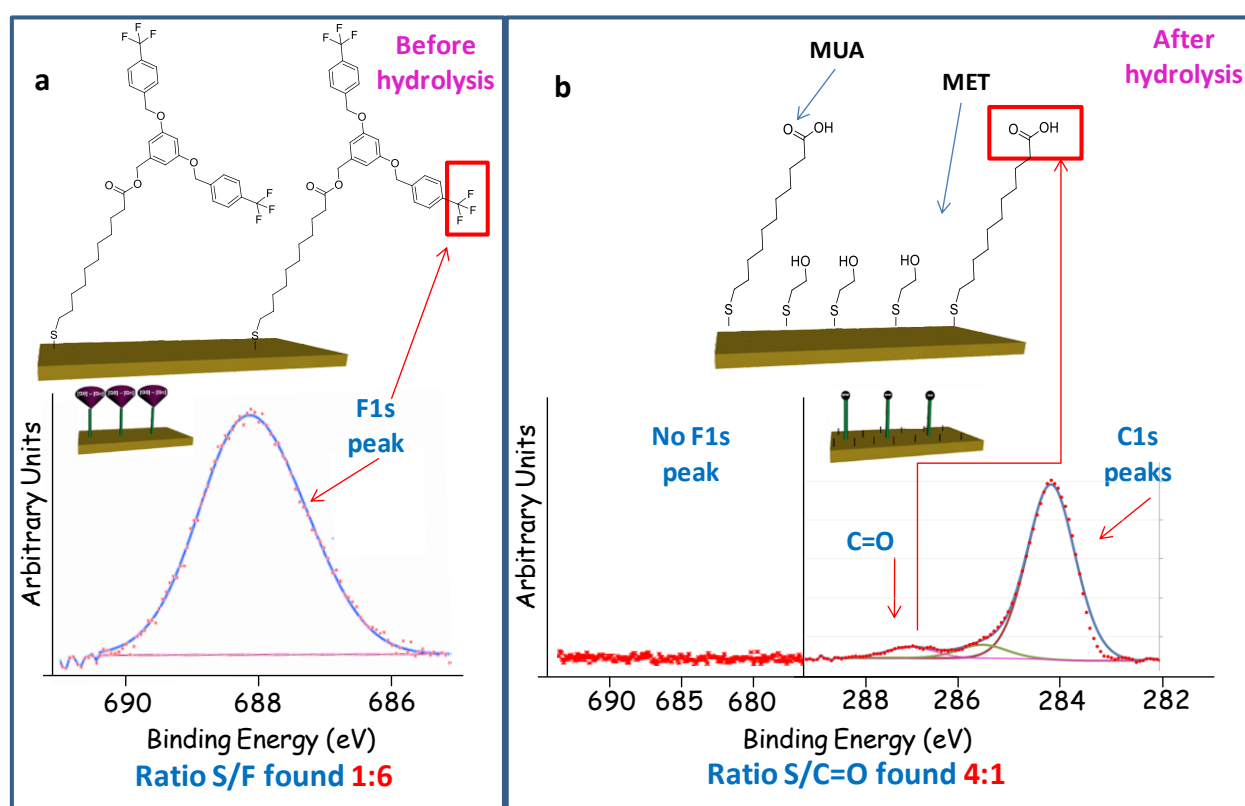 a
Before
hydrolysis
F
F
F
O
O
O
O
S
F
F
F
F
F
F
O
O
O
O
S
F
F
F
F1s
peak
Arbitrary Units
690
688
686
Binding Energy (eV)
Ratio S/F found 1:6
b
After
hydrolysis
MUA
MET
O
OH
O
OH
HO
HO
HO
S
S
S
S
S
No F1s
peak
C1s
peaks
C=O
Arbitrary Units
690
685
680
288
286
284
282
Binding Energy (eV)
Ratio S/C=O found 4:1